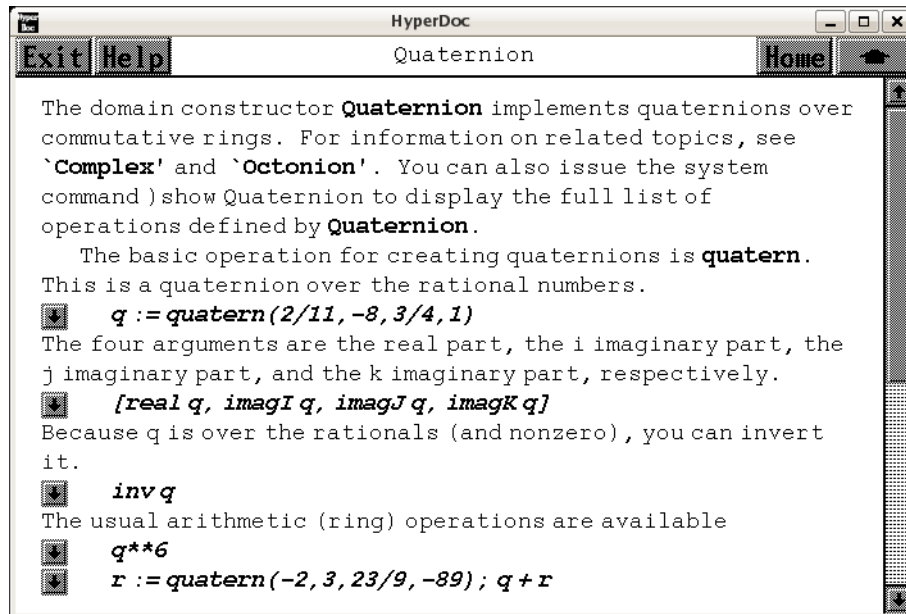 Hyper Doc
HyperDoc
Exit Help Quaternion Home
The domain constructor Quaternion implements quaternions over
commutative rings. For information on related topics, see
`Complex' and `Octonion'. You can also issue the system
command )show Quaternion to display the full list of
operations defined by Quaternion.
The basic operation for creating quaternions is quatern.
This is a quaternion over the rational numbers.
q := quatern(2/11,-8,3/4,1)
The four arguments are the real part, the i imaginary part, the
j imaginary part, and the k imaginary part, respectively.
[real q, imagI q, imagJ q, imagK q]
Because q is over the rationals (and nonzero), you can invert
it.
inv q
The usual arithmetic (ring) operations are available
q**6
r := quatern(-2,3,23/9,-89); q + r